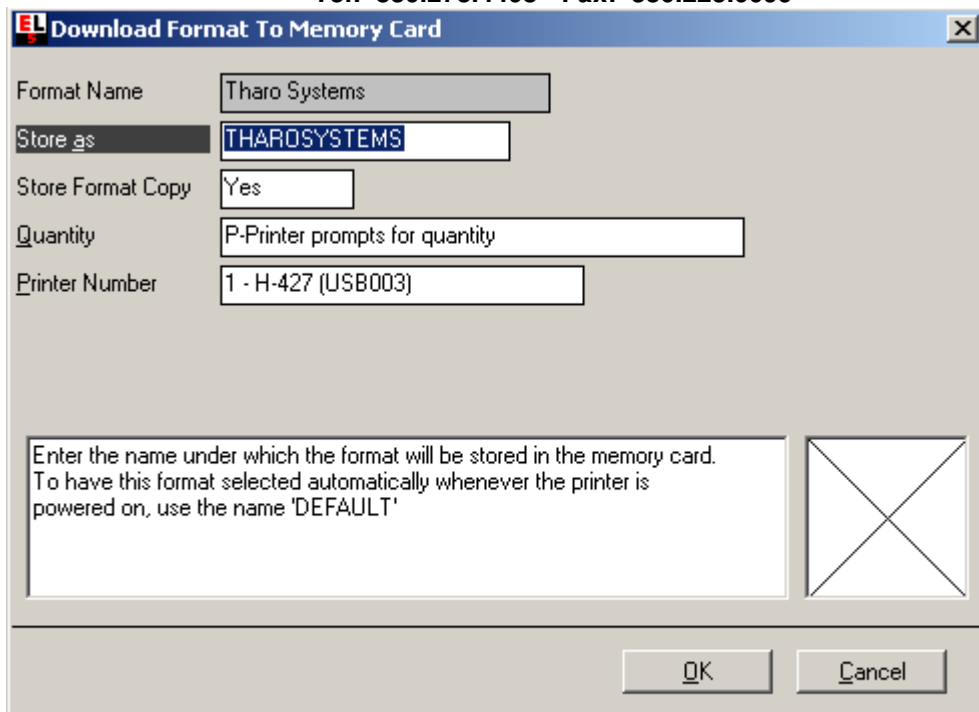 EL 5 Download Format To Memory Card
Format Name Tharo Systems
Store as THAROSYSTEMS
Store Format Copy Yes
Quantity P-Printer prompts for quantity
Printer Number 1 - H-427 (USB003)
Enter the name under which the format will be stored in the memory card.
To have this format selected automatically whenever the printer is
powered on, use the name 'DEFAULT'
OK Cancel